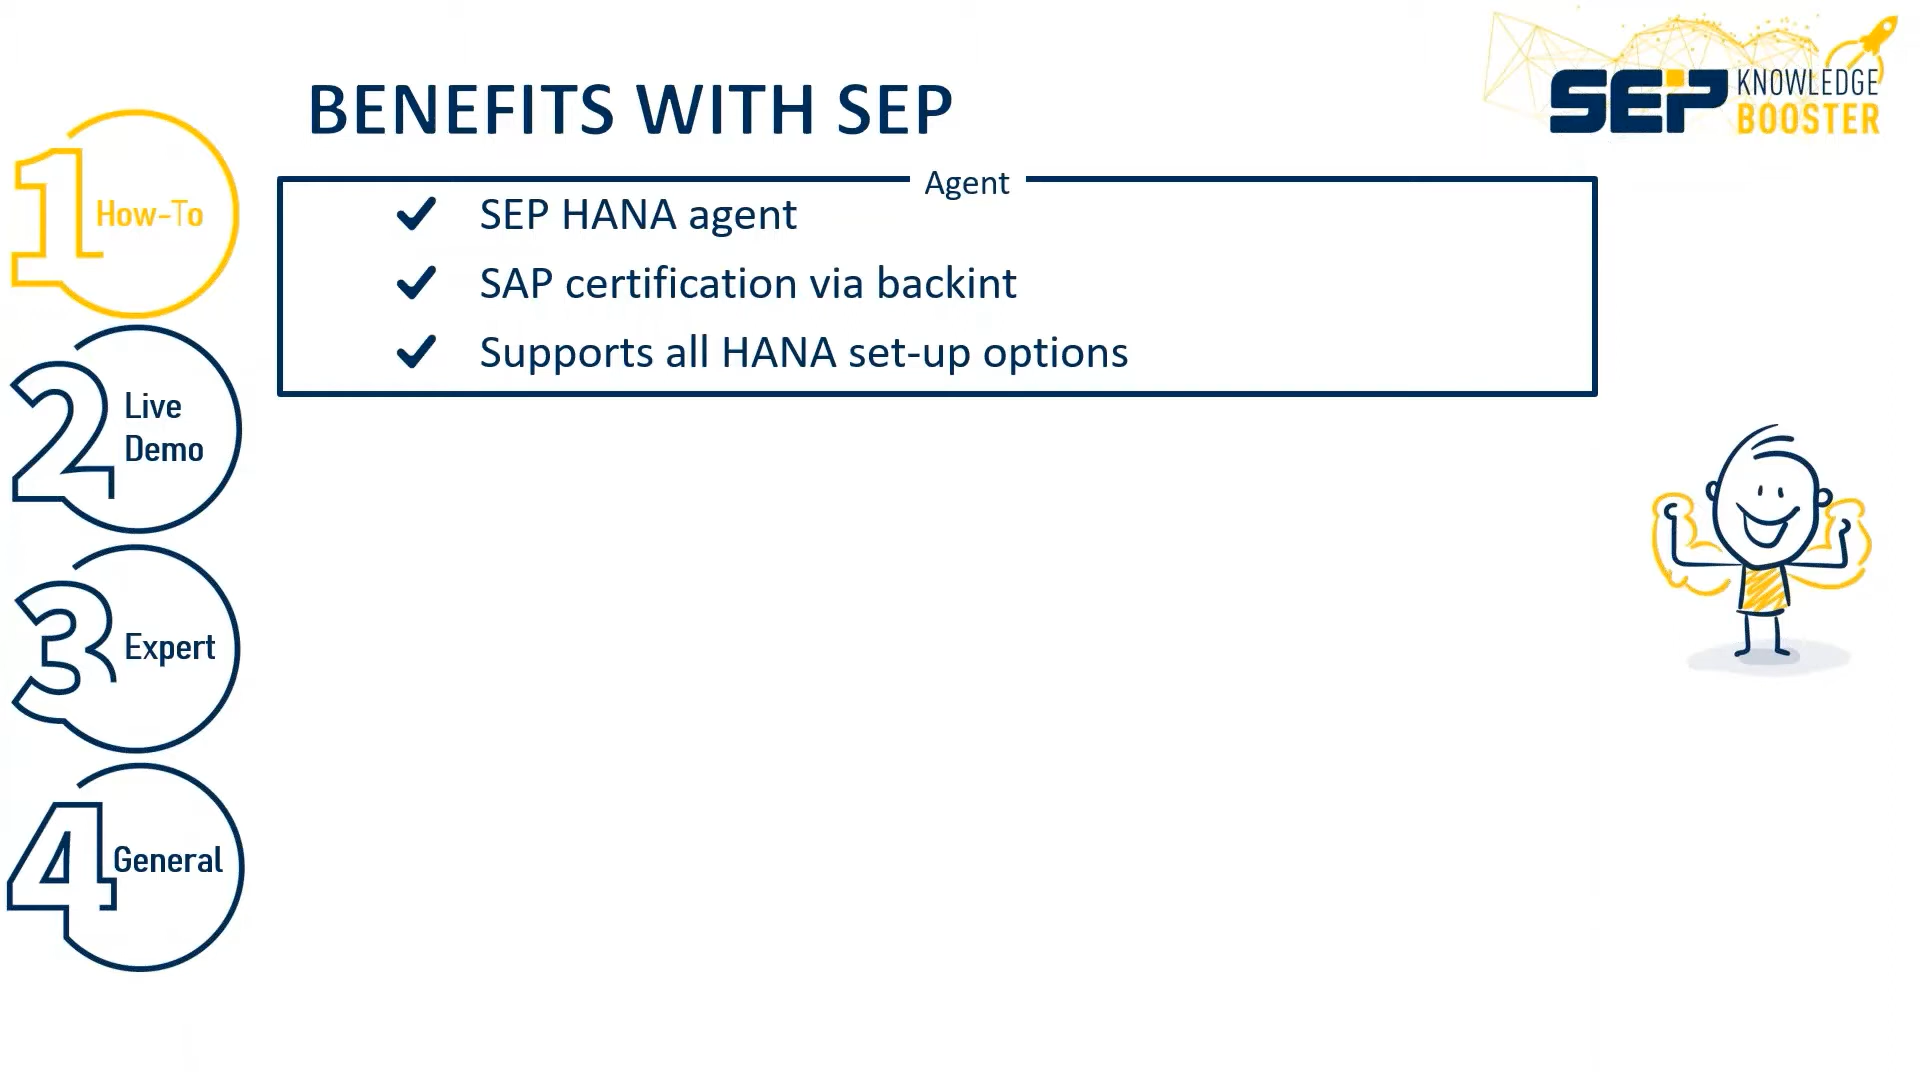 BENEFITS WITH SEP
SEP KNOWLEDGE
BOOSTER
1 How-To
2 Live
Demo
3 Expert
4 General
Agent
✔ SEP HANA agent
✔ SAP certification via backint
✔ Supports all HANA set-up options